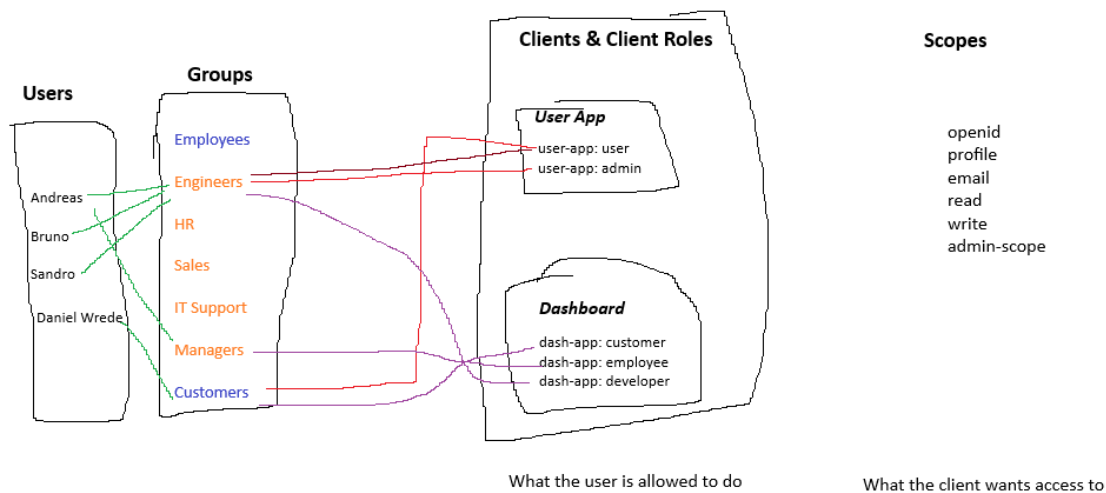 Users
Andreas
Bruno
Sandro
Daniel Wrede
Groups
Employees
Engineers
HR
Sales
IT Support
Managers
Customers
Clients & Client Roles
User App
user-app: user
user-app: admin
Dashboard
dash-app: customer
dash-app: employee
dash-app: developer
What the user is allowed to do
Scopes
openid
profile
email
read
write
admin-scope
What the client wants access to